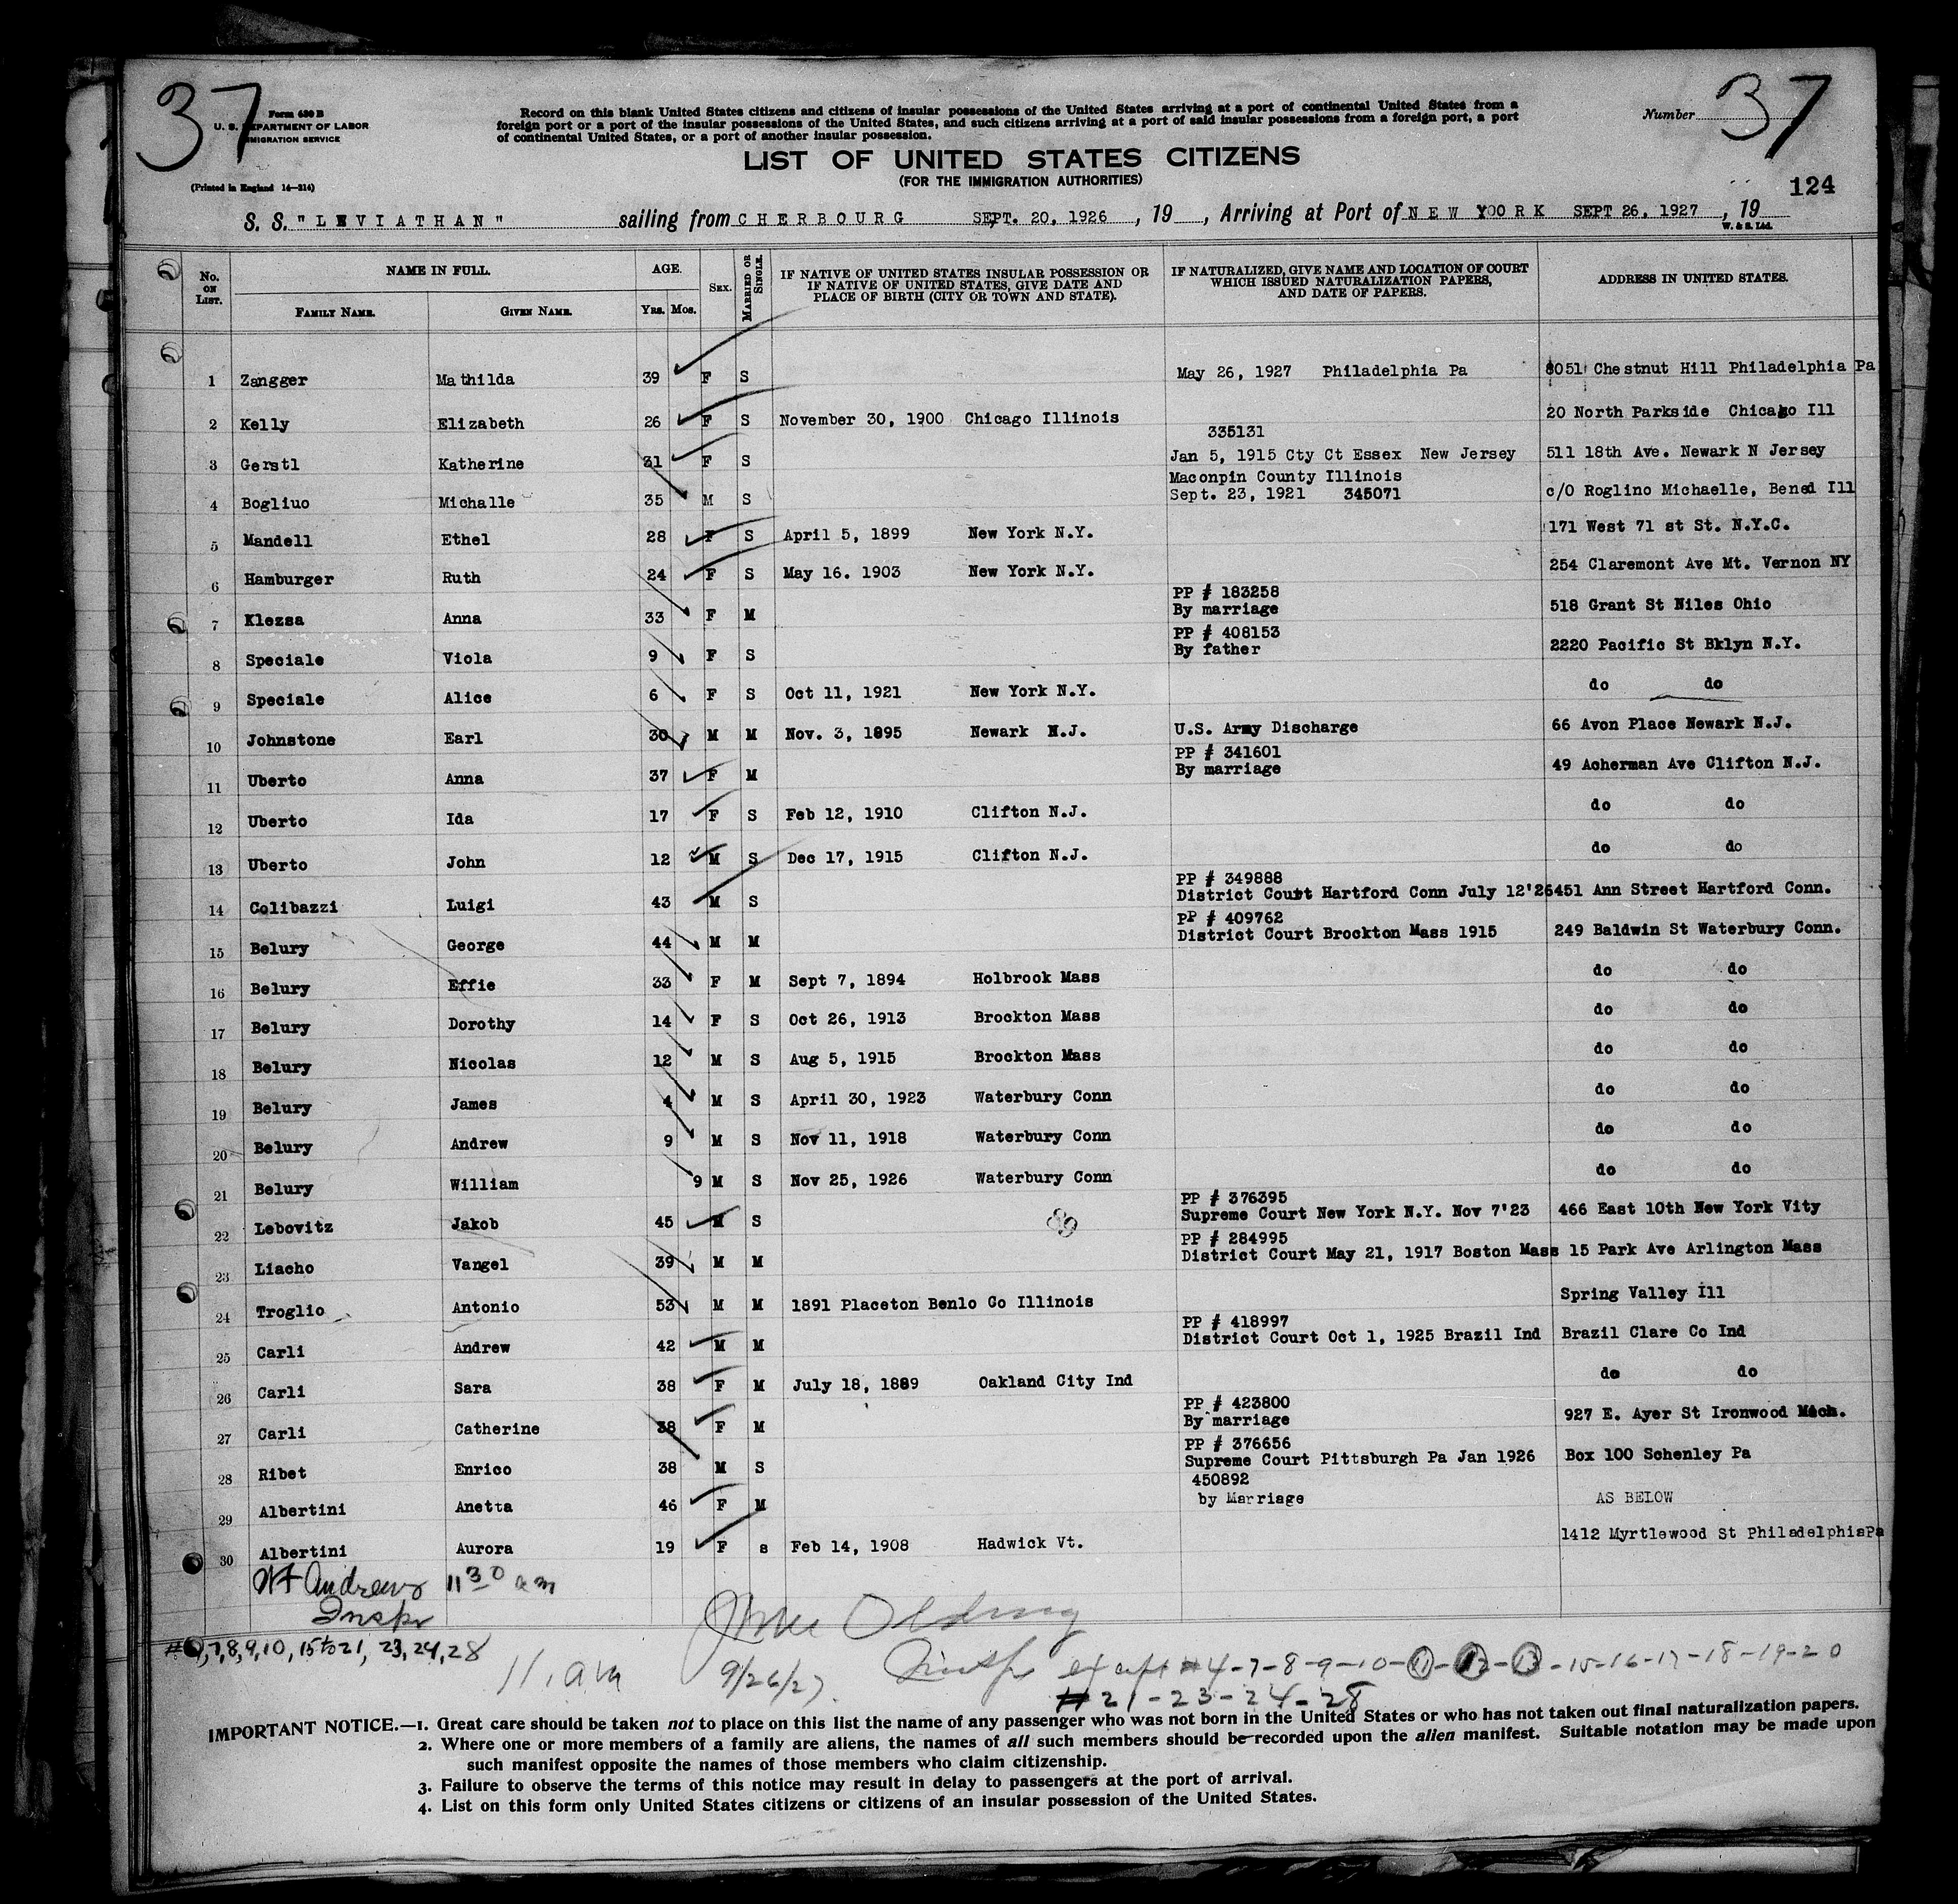 37
Form 630 B
U. S. DEPARTMENT OF LABOR
IMMIGRATION SERVICE
(Printed in England 14—214)
Record on this blank United States citizens and citizens of insular possessions of the United States arriving at a port of continental United States from a
foreign port or a port of the insular possessions of the United States, and such citizens arriving at a port of said insular possessions from a foreign port, a port
of continental United States, or a port of another insular possession.
LIST OF UNITED STATES CITIZENS
(FOR THE IMMIGRATION AUTHORITIES)
Number 37
124
S. S. "LEVIATHAN" sailing from CHERBOURG SEPT. 20, 1926, 19 , Arriving at Port of NEW YOORK SEPT 26, 1927, 19
W. & S. Ltd.
No. ON LIST. NAME IN FULL. AGE. SEX. MARRIED OR SINGLE. IF NATIVE OF UNITED STATES INSULAR POSSESSION OR IF NATIVE OF UNITED STATES, GIVE DATE AND PLACE OF BIRTH (CITY OR TOWN AND STATE). IF NATURALIZED, GIVE NAME AND LOCATION OF COURT WHICH ISSUED NATURALIZATION PAPERS, AND DATE OF PAPERS. ADDRESS IN UNITED STATES.
FAMILY NAME. GIVEN NAME. YRS. MOS.
1 Zangger Mathilda 39 F S May 26, 1927 Philadelphia Pa 8051 Chestnut Hill Philadelphia Pa
2 Kelly Elizabeth 26 F S November 30, 1900 Chicago Illinois 20 North Parkside Chicago Ill
335131
3 Gerstl Katherine 31 F S Jan 5, 1915 Cty Ct Essex New Jersey 511 18th Ave. Newark N Jersey
Maconpin County Illinois
4 Bogliuo Michalle 35 M S Sept. 23, 1921 345071 c/0 Roglino Michaelle, Bened Ill
5 Mandell Ethel 28 F S April 5, 1899 New York N.Y. 171 West 71 st St. N.Y.C.
6 Hamburger Ruth 24 F S May 16. 1903 New York N.Y. 254 Claremont Ave Mt. Vernon NY
PP # 183258
7 Klezsa Anna 33 F M By marriage 518 Grant St Niles Ohio
PP # 408153
8 Speciale Viola 9 F S By father 2220 Pacific St Bklyn N.Y.
9 Speciale Alice 6 F S Oct 11, 1921 New York N.Y. do do
10 Johnstone Earl 30 M M Nov. 3, 1895 Newark N.J. U.S. Army Discharge 66 Avon Place Newark N.J.
PP # 341601
11 Uberto Anna 37 F M By marriage 49 Acherman Ave Clifton N.J.
12 Uberto Ida 17 F S Feb 12, 1910 Clifton N.J. do do
13 Uberto John 12 M S Dec 17, 1915 Clifton N.J. do do
PP # 349888
14 Colibazzi Luigi 43 M S District Court Hartford Conn July 12'26 451 Ann Street Hartford Conn.
PP # 409762
15 Belury George 44 M M District Court Brockton Mass 1915 249 Baldwin St Waterbury Conn.
16 Belury Effie 33 F M Sept 7, 1894 Holbrook Mass do do
17 Belury Dorothy 14 F S Oct 26, 1913 Brockton Mass do do
18 Belury Nicolas 12 M S Aug 5, 1915 Brockton Mass do do
19 Belury James 4 M S April 30, 1923 Waterbury Conn do do
20 Belury Andrew 9 M S Nov 11, 1918 Waterbury Conn do do
21 Belury William 9 M S Nov 25, 1926 Waterbury Conn do do
PP # 376395
22 Lebovitz Jakob 45 M S 89 Supreme Court New York N.Y. Nov 7'23 466 East 10th New York Vity
PP # 284995
23 Liacho Vangel 39 M M District Court May 21, 1917 Boston Mass 15 Park Ave Arlington Mass
24 Troglio Antonio 53 M M 1891 Placeton Benlo Co Illinois Spring Valley Ill
PP # 418997
25 Carli Andrew 42 M M District Court Oct 1, 1925 Brazil Ind Brazil Clare Co Ind
26 Carli Sara 38 F M July 18, 1889 Oakland City Ind do do
PP # 423800
27 Carli Catherine 38 F M By marriage 927 E. Ayer St Ironwood Mich.
PP # 376656
28 Ribet Enrico 38 M S Supreme Court Pittsburgh Pa Jan 1926 Box 100 Schenley Pa
450892
29 Albertini Anetta 46 F M by Marriage AS BELOW
30 Albertini Aurora 19 F s Feb 14, 1908 Hadwick Vt. 1412 Myrtlewood St PhiladelphiaPa
Andrews 11 30 am
Inspr
7,8,9,10, 15 to 21, 23,24,28
11. am 9/26/27. Insp except #4-7-8-9-10-11-12-13-15-16-17-18-19-20
#21-23-24-28
IMPORTANT NOTICE.—1. Great care should be taken not to place on this list the name of any passenger who was not born in the United States or who has not taken out final naturalization papers.
2. Where one or more members of a family are aliens, the names of all such members should be recorded upon the alien manifest. Suitable notation may be made upon
such manifest opposite the names of those members who claim citizenship.
3. Failure to observe the terms of this notice may result in delay to passengers at the port of arrival.
4. List on this form only United States citizens or citizens of an insular possession of the United States.